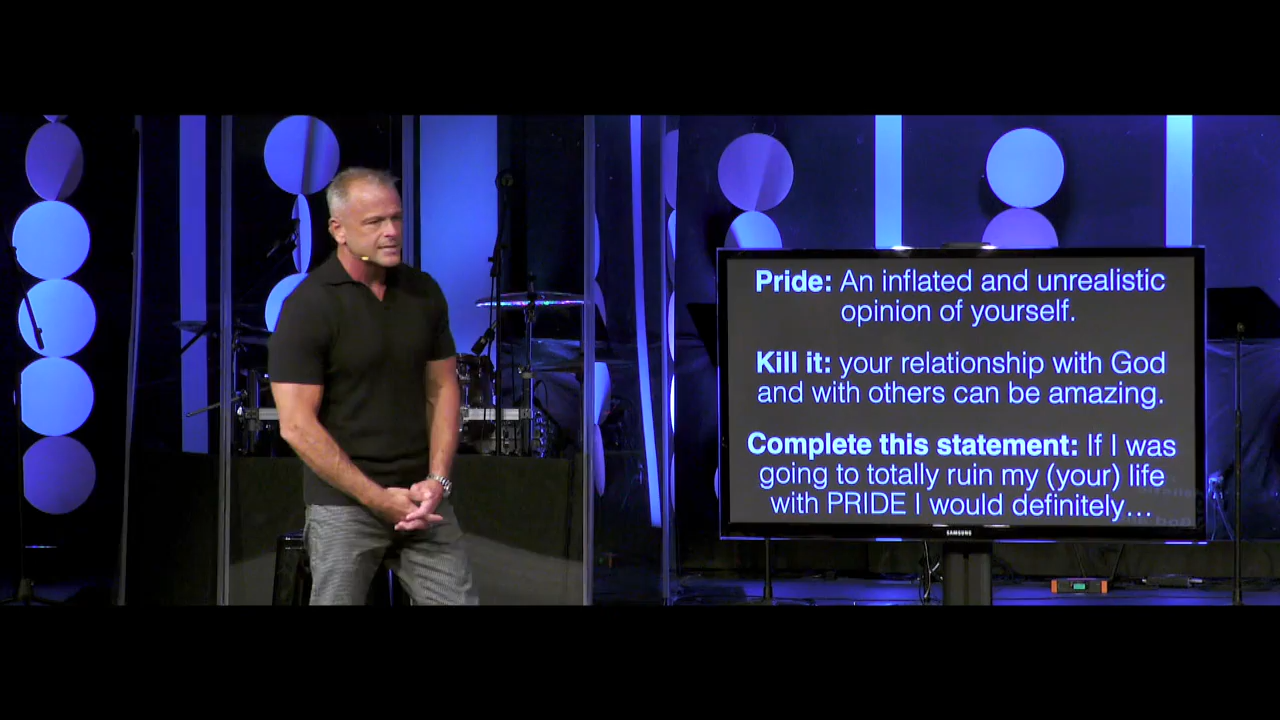 Pride: An inflated and unrealistic
opinion of yourself.
Kill it: your relationship with God
and with others can be amazing.
Complete this statement: If I was
going to totally ruin my (your) life
with PRIDE I would definitely…
SAMSUNG